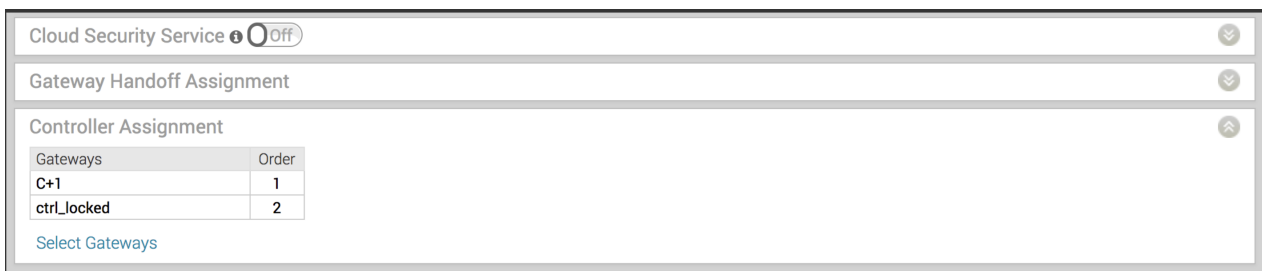 Cloud Security Service Off
Gateway Handoff Assignment
Controller Assignment
Gateways Order
C+1 1
ctrl_locked 2
Select Gateways